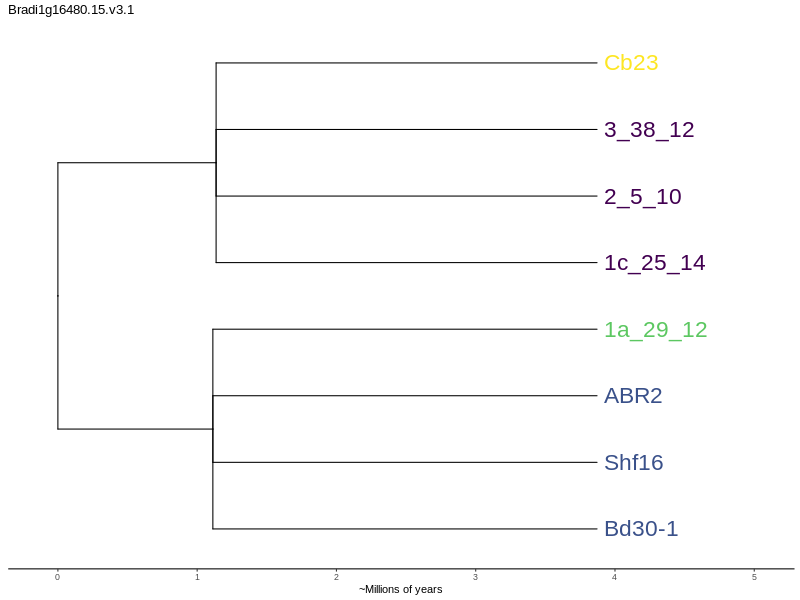 Bradi1g16480.15.v3.1
Cb23
3_38_12
2_5_10
1c_25_14
1a_29_12
ABR2
Shf16
Bd30-1
0 1 2 3 4 5
~Millions of years